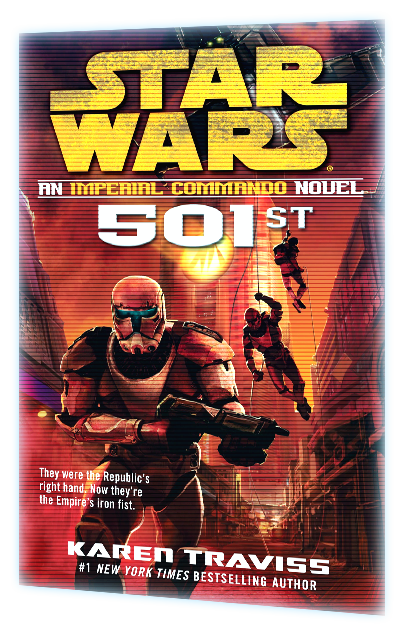 STAR
WARS®
AN IMPERIAL COMMANDO NOVEL
501ST
They were the Republic's
right hand. Now they're
the Empire's iron fist.
KAREN TRAVISS
#1 NEW YORK TIMES BESTSELLING AUTHOR